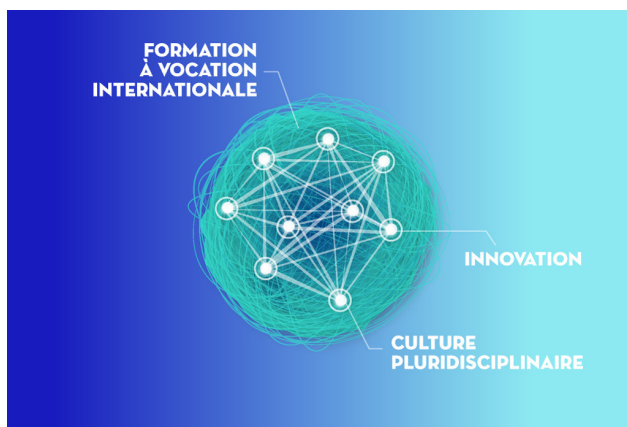 FORMATION
À VOCATION
INTERNATIONALE
INNOVATION
CULTURE
PLURIDISCIPLINAIRE